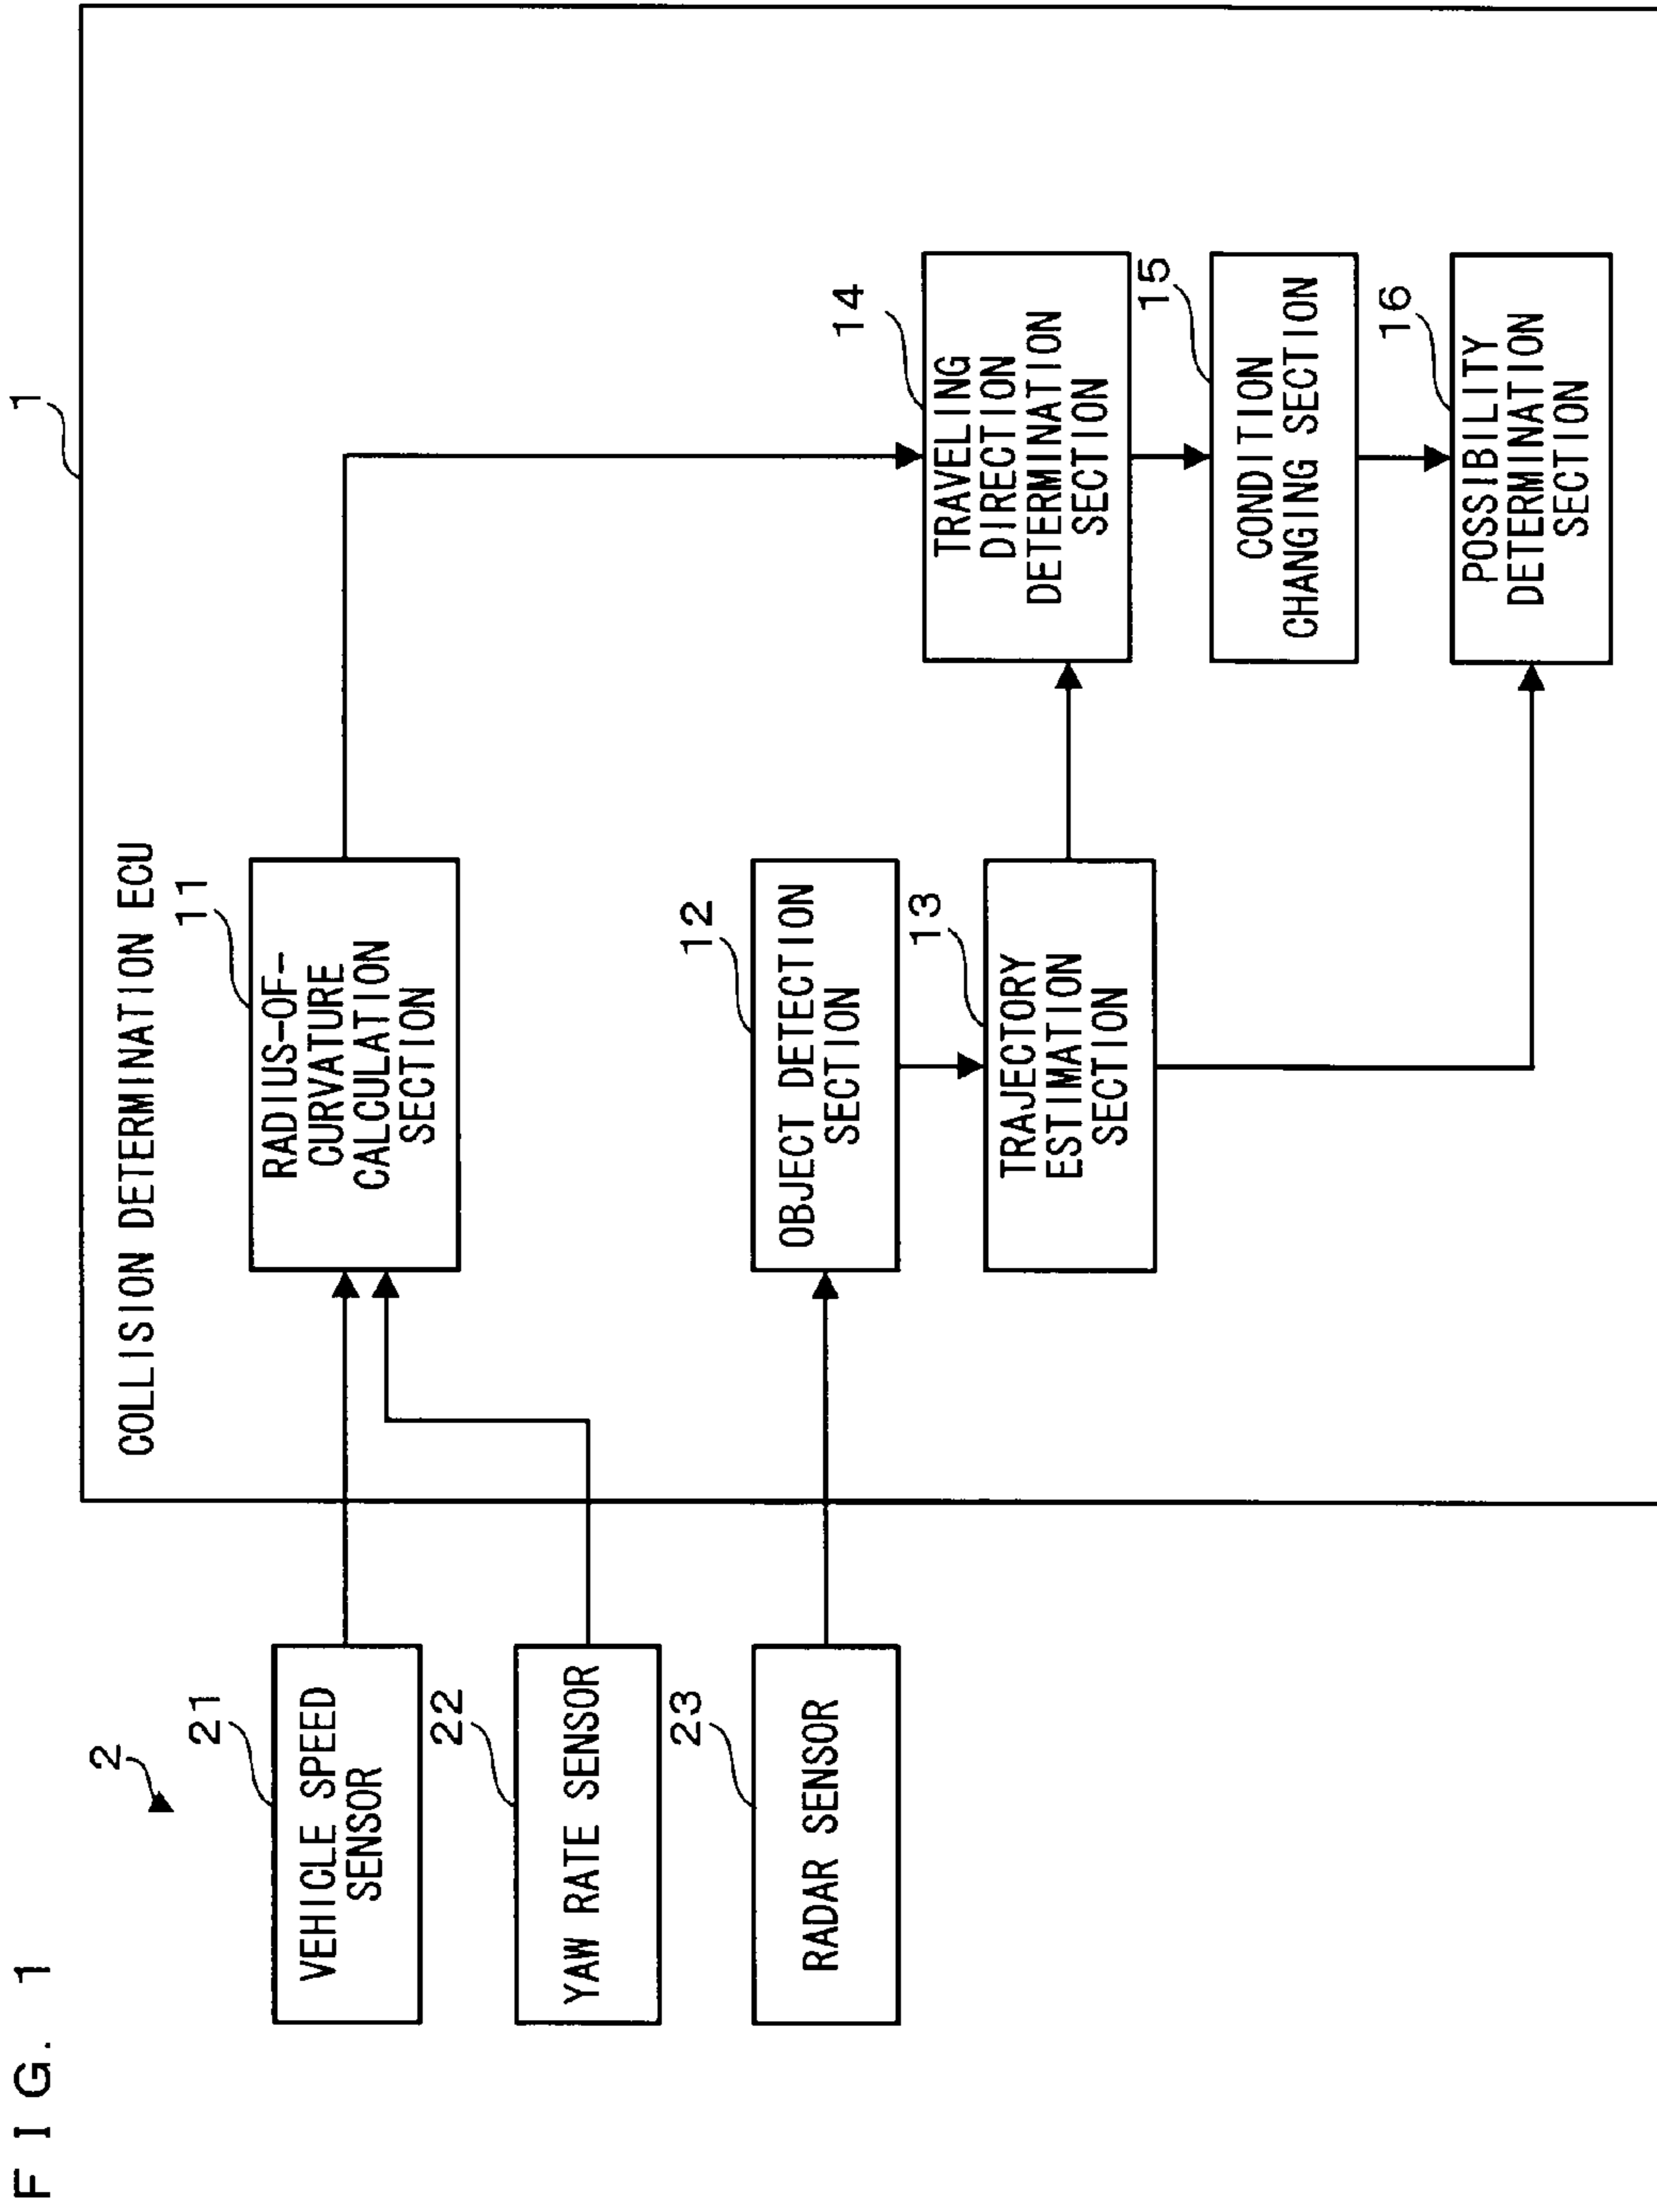 FIG. 1
2
21
VEHICLE SPEED
SENSOR
22
YAW RATE SENSOR
23
RADAR SENSOR
1
COLLISION DETERMINATION ECU
11
RADIUS-OF-
CURVATURE
CALCULATION
SECTION
12
OBJECT DETECTION
SECTION
13
TRAJECTORY
ESTIMATION
SECTION
14
TRAVELING
DIRECTION
DETERMINATION
SECTION
15
CONDITION
CHANGING SECTION
16
POSSIBILITY
DETERMINATION
SECTION